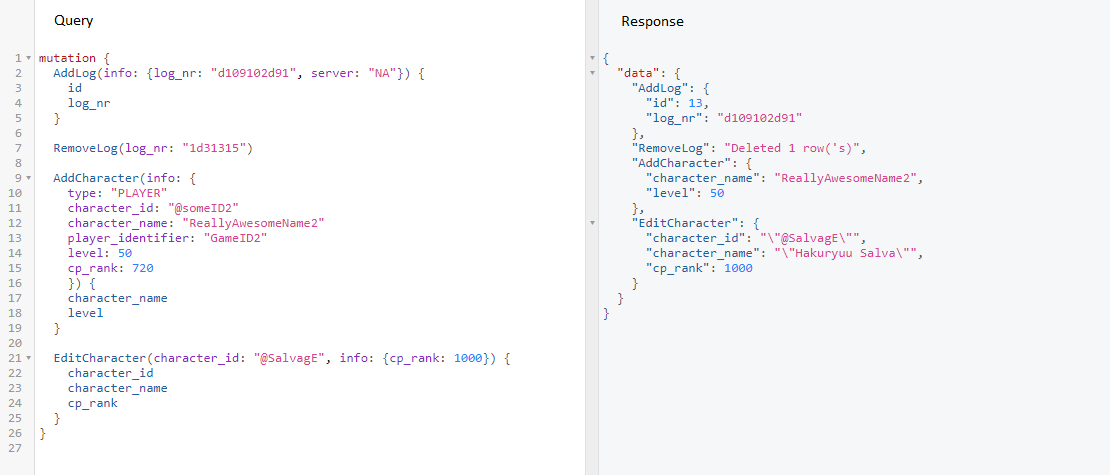 Query
1 mutation {
2 AddLog(info: {log_nr: "d109102d91", server: "NA"}) {
3 id
4 log_nr
5 }
6
7 RemoveLog(log_nr: "1d31315")
8
9 AddCharacter(info: {
10 type: "PLAYER"
11 character_id: "@someID2"
12 character_name: "ReallyAwesomeName2"
13 player_identifier: "GameID2"
14 level: 50
15 cp_rank: 720
16 }) {
17 character_name
18 level
19 }
20
21 EditCharacter(character_id: "@SalvagE", info: {cp_rank: 1000}) {
22 character_id
23 character_name
24 cp_rank
25 }
26 }
27
Response
{
"data": {
"AddLog": {
"id": 13,
"log_nr": "d109102d91"
},
"RemoveLog": "Deleted 1 row('s)",
"AddCharacter": {
"character_name": "ReallyAwesomeName2",
"level": 50
},
"EditCharacter": {
"character_id": "\"@SalvagE\"",
"character_name": "\"Hakuryuu Salva\"",
"cp_rank": 1000
}
}
}